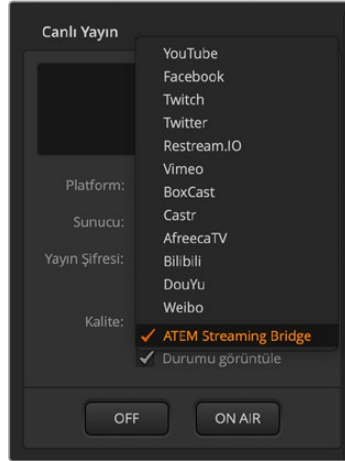 Canlı Yayın
YouTube
Facebook
Twitch
Twitter
Restream.IO
Vimeo
Platform:
BoxCast
Sunucu:
Castr
AfreecaTV
Yayın Şifresi:
Bilibili
DouYu
Weibo
Kalite:
ATEM Streaming Bridge
Durumu görüntüle
OFF
ON AIR